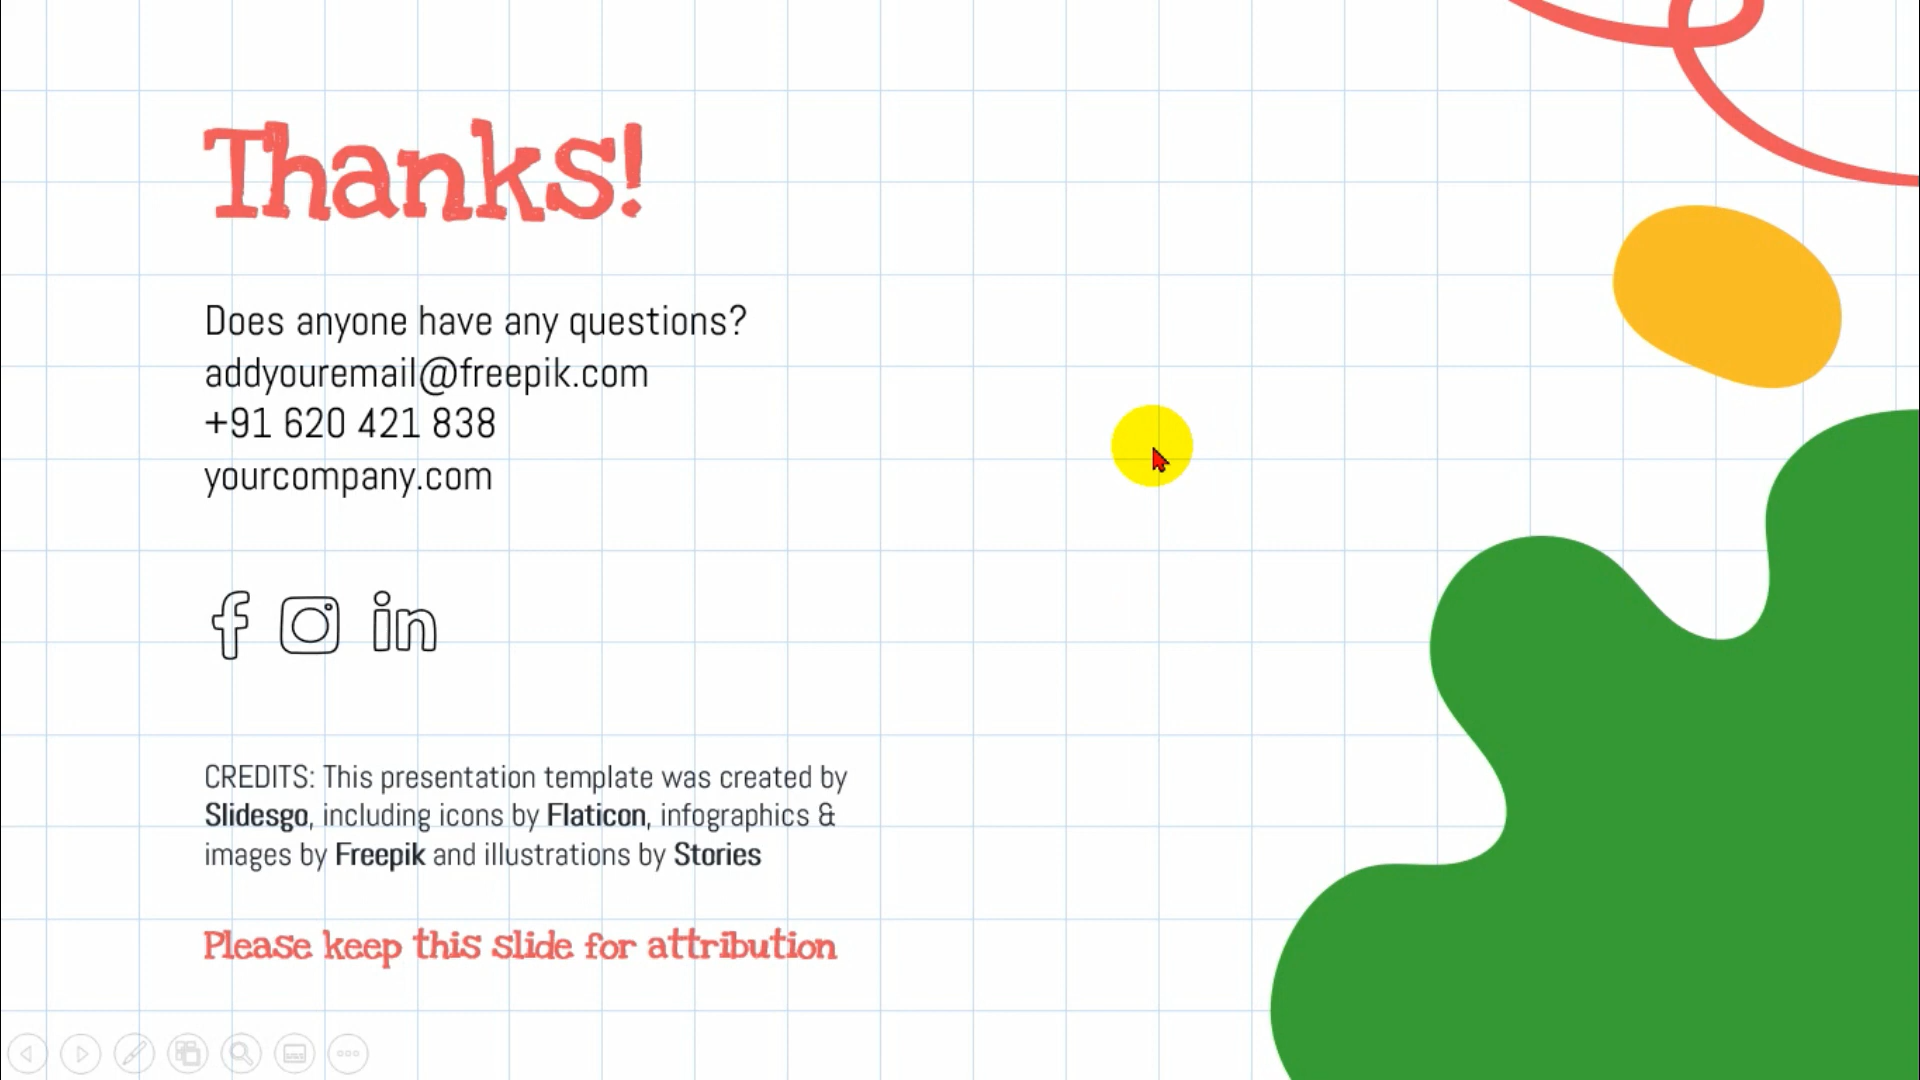 Thanks!
Does anyone have any questions?
addyouremail@freepik.com
+91 620 421 838
yourcompany.com
f in
CREDITS: This presentation template was created by
Slidesgo, including icons by Flaticon, infographics &
images by Freepik and illustrations by Stories
Please keep this slide for attribution